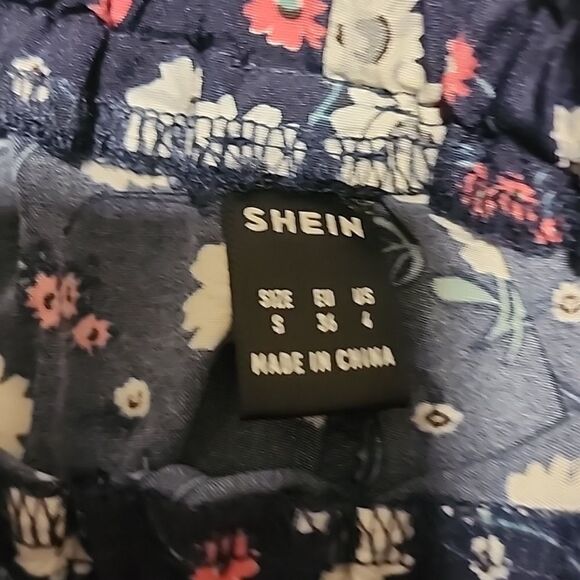 SHEIN
SIZE EU US
S 36 4
MADE IN CHINA